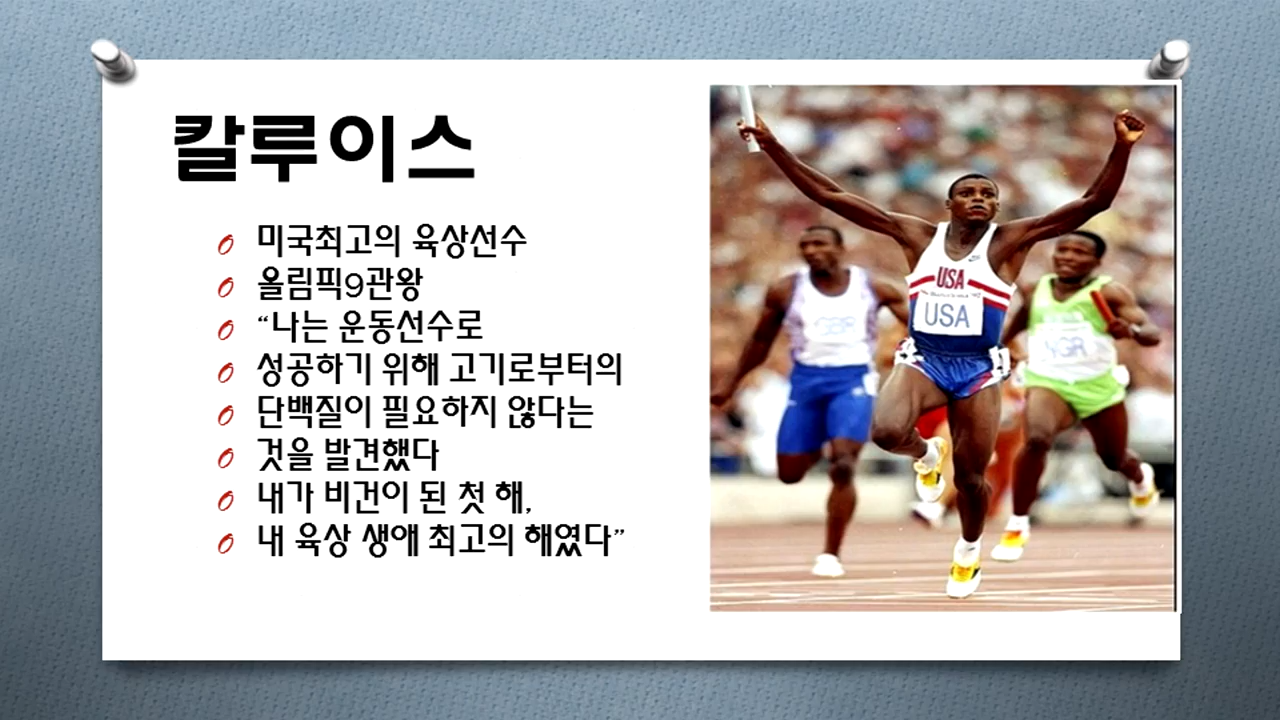 칼루이스
미국최고의 육상선수
올림픽9관왕
“나는 운동선수로
성공하기 위해 고기로부터의
단백질이 필요하지 않다는
것을 발견했다
내가 비건이 된 첫 해,
내 육상 생애 최고의 해였다”
USA
USA